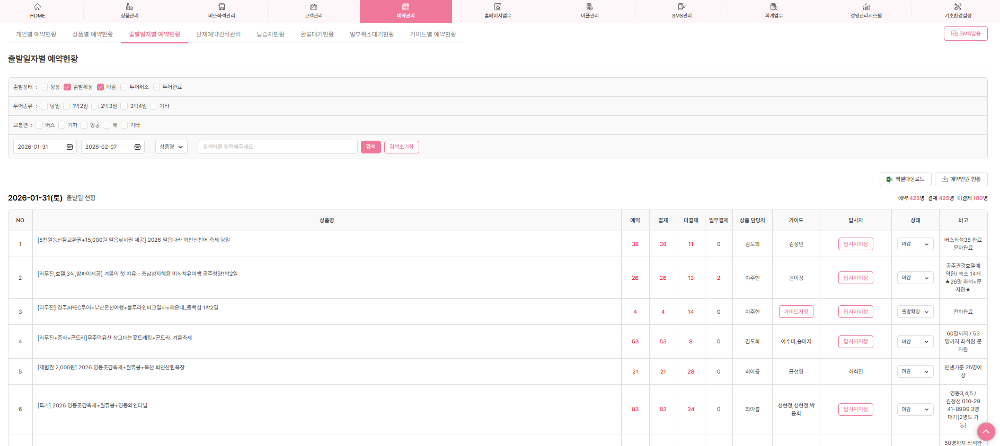 HOME
상품관리
버스좌석관리
고객관리
예약관리
홈페이지업무
어플관리
SMS관리
회계업무
경영관리시스템
기초환경설정
개인별 예약현황
상품별 예약현황
출발일자별 예약현황
단체예약견적관리
탑승자현황
환불대기현황
일부취소대기현황
가이드별 예약현황
SMS발송
출발일자별 예약현황
출발상태 : 정상 출발확정 마감 투어취소 투어완료
투어종류 : 당일 1박2일 2박3일 3박4일 기타
교통편 : 버스 기차 항공 배 기타
2026-01-31 2026-02-07 상품명 검색어를 입력해주세요 검색 검색초기화
엑셀다운로드 예약인원 현황
2026-01-31(토) 출발일 현황 예약 425명 결제 425명 미결제 180명
NO 상품명 예약 결제 미결제 일부결제 상품 담당자 가이드 답사자 상태 비고
1 [5천원농산물교환권+15,000원 얼음낚시권 제공] 2026 얼음나라 화천산천어 축제 당일 38 38 11 0 김도희 김성민 답사자지정 마감 버스좌석38 완료
문자완료
2 [리무진,호텔,3식,밤파이제공] 겨울의 첫 치유 - 충남성지혜윰 미식치유여행 공주청양1박2일 26 26 13 2 이주현 윤미정 답사자지정 마감 공주관광호텔예
약완/ 숙소 14개
★26명 좌석+문
자완★
3 [리무진] 경주APEC투어+부산온천여행+블루라인파크열차+해운대_동백섬 1박2일 4 4 14 0 이주현 가이드지정 답사자지정 출발확정 전화완료
4 [리무진+중식+곤도라]무주덕유산 상고대눈꽃트레킹+곤도라_겨울축제 53 53 8 0 김도희 이수미,송미지 답사자지정 마감 60명까지 / 53
명까지 좌석완 문
자완
5 [체험권 2,000원] 2026 영동곶감축제+월류봉+옥천 화인산림욕장 21 21 28 0 최아름 윤선영 허희진 마감 인센기준 25명이
상
6 [특가] 2026 영동곶감축제+월류봉+영동와인터널 83 83 34 0 최아름 성현정,성현정,박
윤희 답사자지정 마감 영동3,4,5 /
김정선 010-29
41-8999 3명
대기(2명도 가
능)
50명까지 좌석완